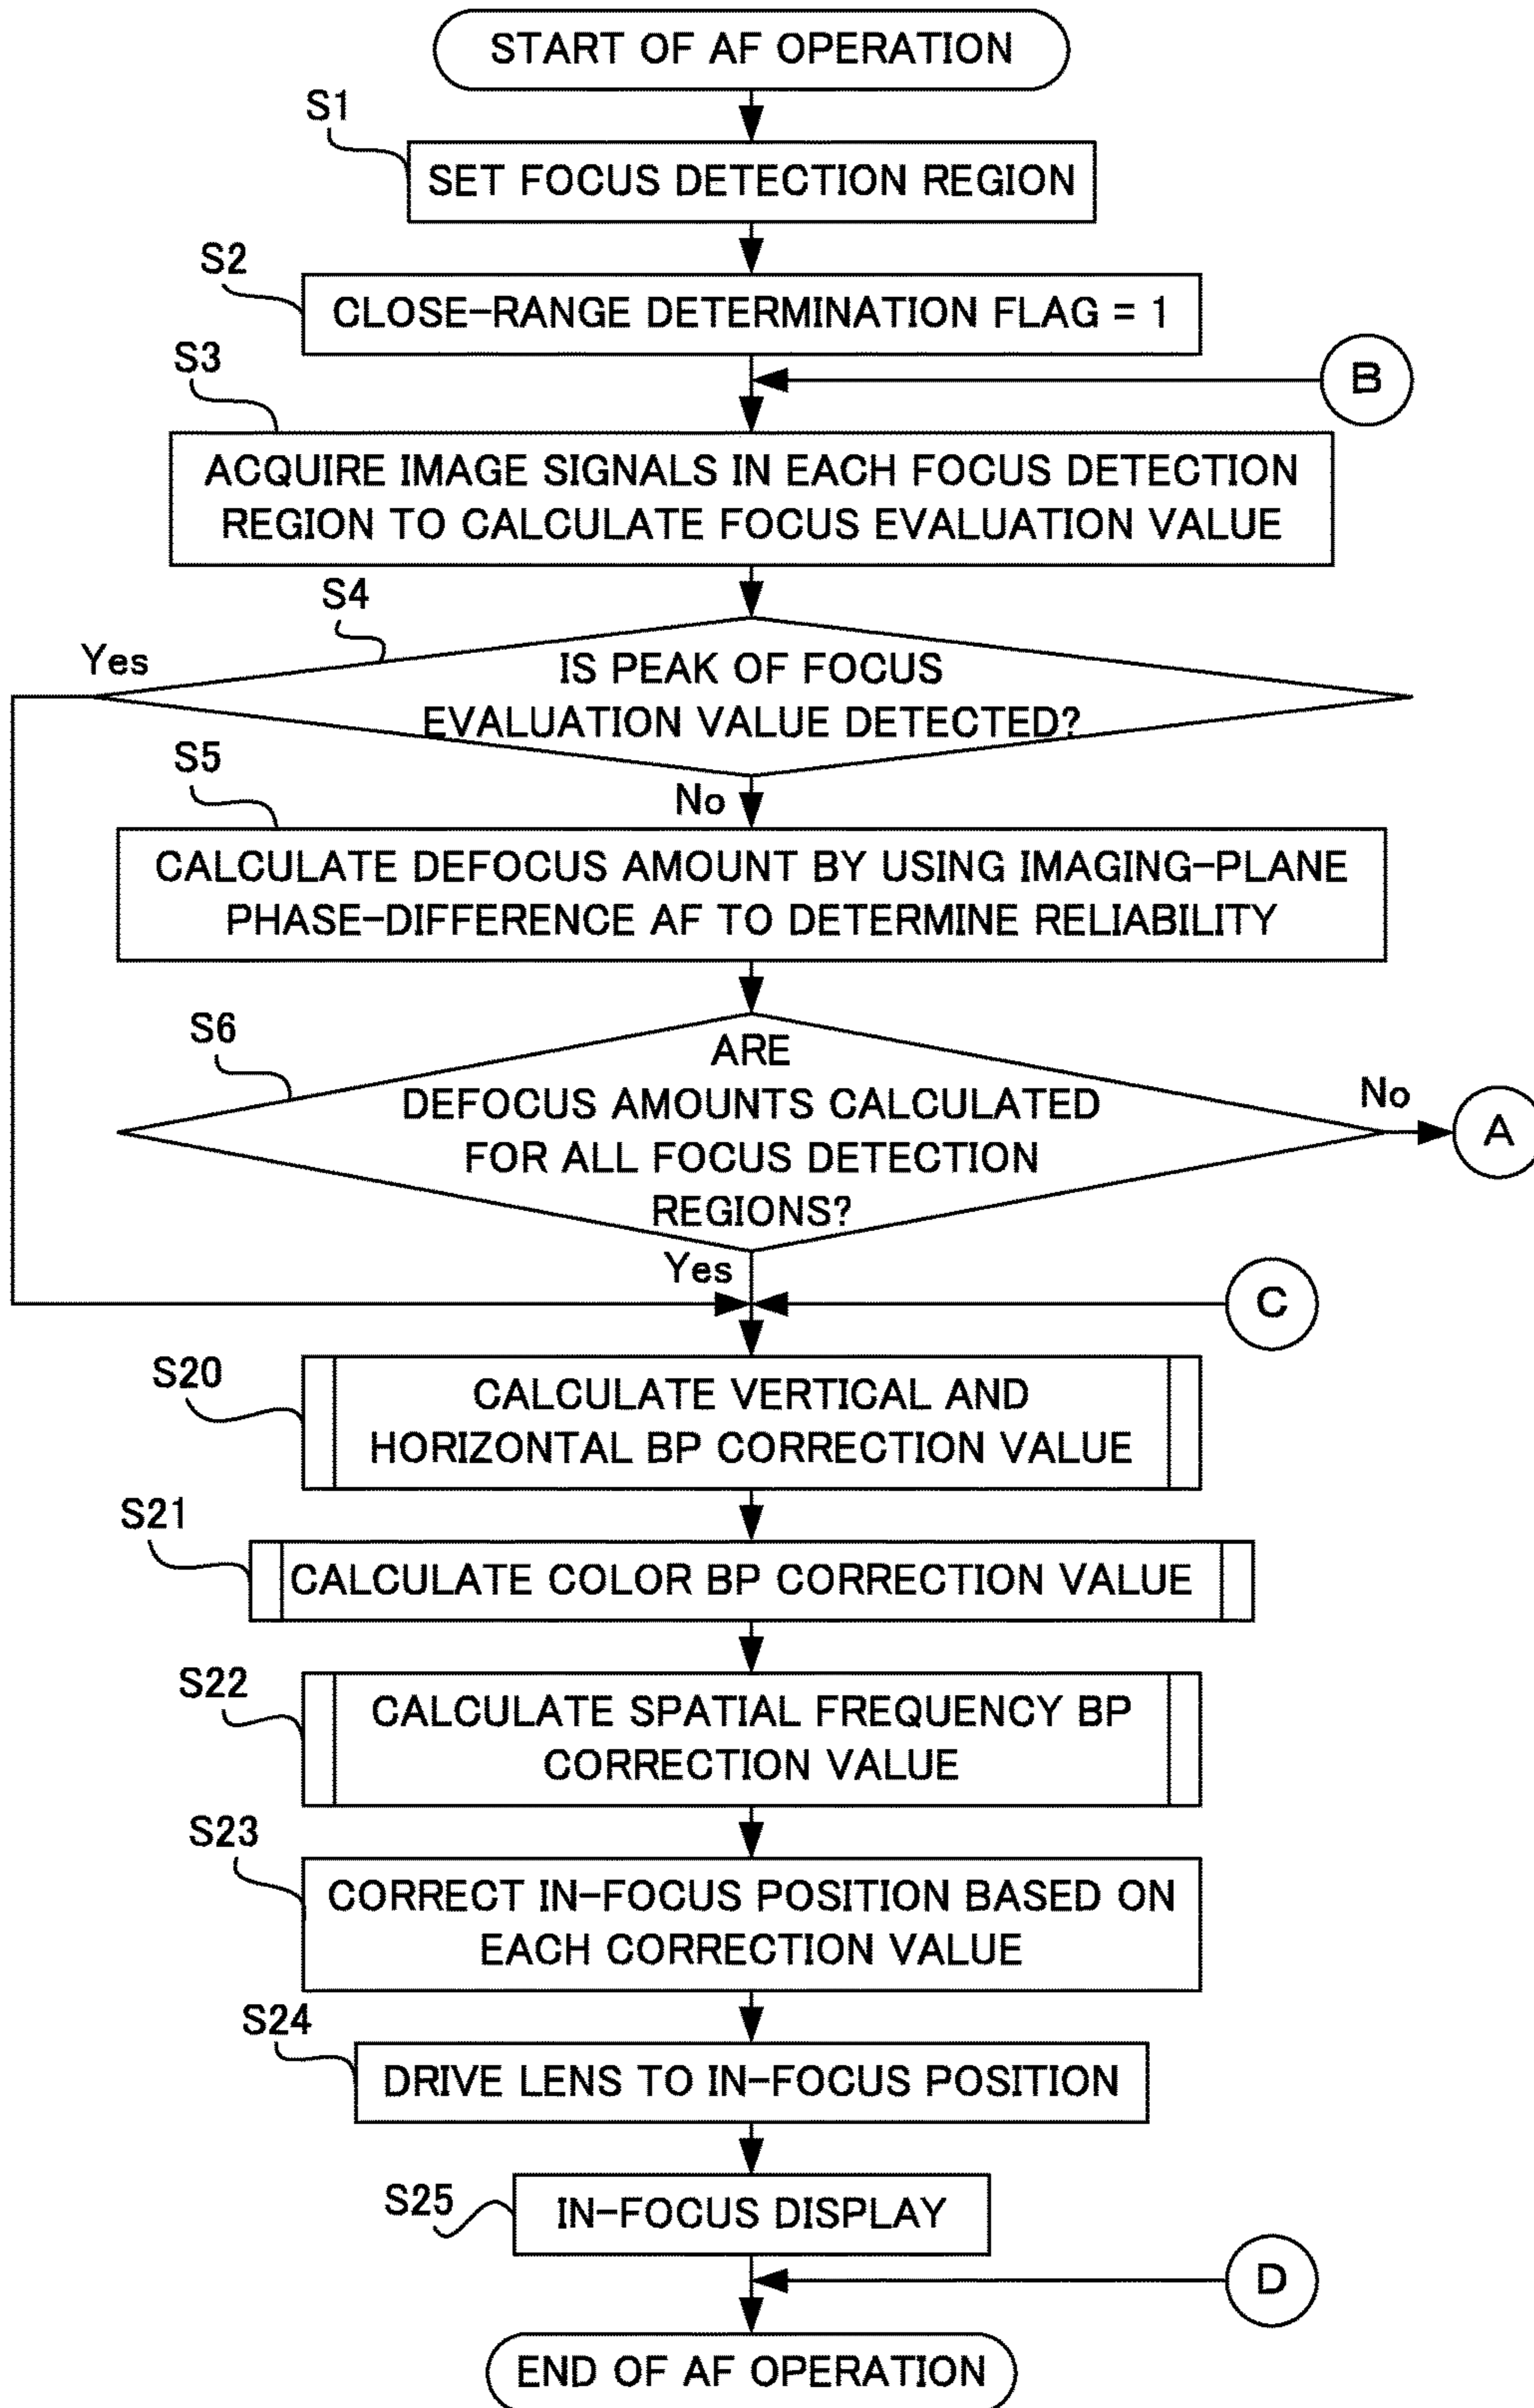 START OF AF OPERATION
S1
SET FOCUS DETECTION REGION
S2
CLOSE-RANGE DETERMINATION FLAG = 1
S3
B
ACQUIRE IMAGE SIGNALS IN EACH FOCUS DETECTION
REGION TO CALCULATE FOCUS EVALUATION VALUE
S4
Yes
IS PEAK OF FOCUS
EVALUATION VALUE DETECTED?
S5
No
CALCULATE DEFOCUS AMOUNT BY USING IMAGING-PLANE
PHASE-DIFFERENCE AF TO DETERMINE RELIABILITY
S6
ARE
DEFOCUS AMOUNTS CALCULATED
FOR ALL FOCUS DETECTION
REGIONS?
No
A
Yes
C
S20
CALCULATE VERTICAL AND
HORIZONTAL BP CORRECTION VALUE
S21
CALCULATE COLOR BP CORRECTION VALUE
S22
CALCULATE SPATIAL FREQUENCY BP
CORRECTION VALUE
S23
CORRECT IN-FOCUS POSITION BASED ON
EACH CORRECTION VALUE
S24
DRIVE LENS TO IN-FOCUS POSITION
S25
IN-FOCUS DISPLAY
D
END OF AF OPERATION